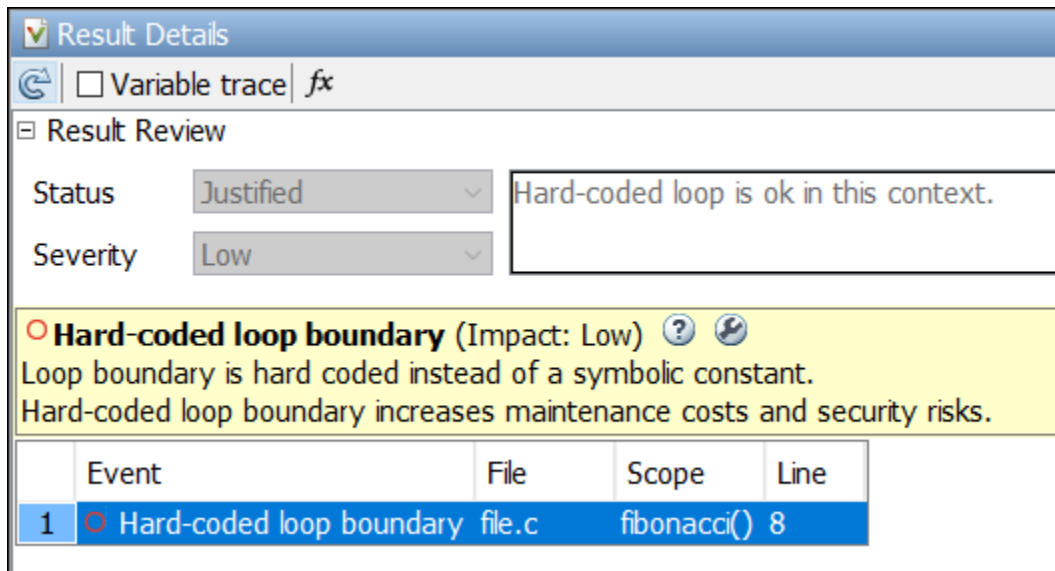 Result Details
Variable trace fx
Result Review
Status Justified Hard-coded loop is ok in this context.
Severity Low
Hard-coded loop boundary (Impact: Low) ?
Loop boundary is hard coded instead of a symbolic constant.
Hard-coded loop boundary increases maintenance costs and security risks.
Event File Scope Line
1 Hard-coded loop boundary file.c fibonacci() 8